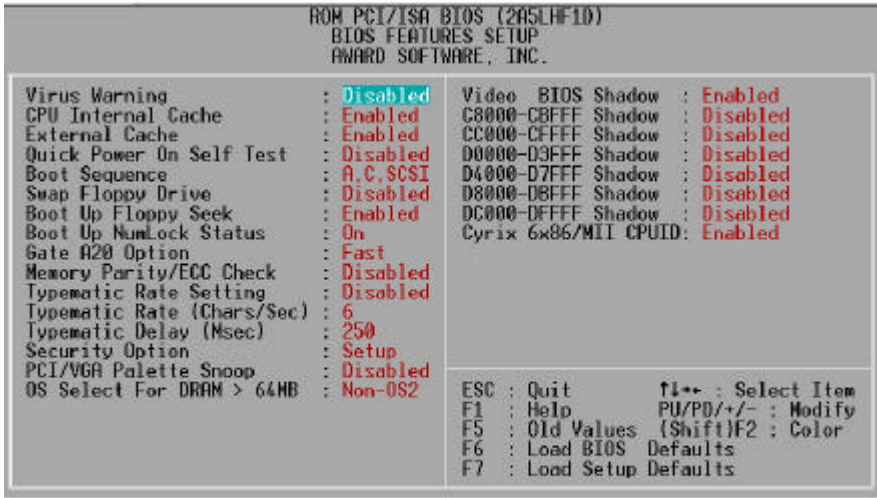 ROM PCI/ISA BIOS (2A5LHF1D)
BIOS FEATURES SETUP
AWARD SOFTWARE, INC.
Virus Warning : Disabled
CPU Internal Cache : Enabled
External Cache : Enabled
Quick Power On Self Test : Disabled
Boot Sequence : A.C.SCSI
Swap Floppy Drive : Disabled
Boot Up Floppy Seek : Enabled
Boot Up NumLock Status : On
Gate A20 Option : Fast
Memory Parity/ECC Check : Disabled
Typematic Rate Setting : Disabled
Typematic Rate (Chars/Sec) : 6
Typematic Delay (Msec) : 250
Security Option : Setup
PCI/VGA Palette Snoop : Disabled
OS Select For DRAM > 64MB : Non-OS2
Video BIOS Shadow : Enabled
C8000-CBFFF Shadow : Disabled
CC000-CFFFF Shadow : Disabled
D0000-D3FFF Shadow : Disabled
D4000-D7FFF Shadow : Disabled
D8000-DBFFF Shadow : Disabled
DC000-DFFFF Shadow : Disabled
Cyrix 6x86/MII CPUID: Enabled
ESC : Quit ↑↓→← : Select Item
F1 : Help PU/PD/+/- : Modify
F5 : Old Values (Shift)F2 : Color
F6 : Load BIOS Defaults
F7 : Load Setup Defaults